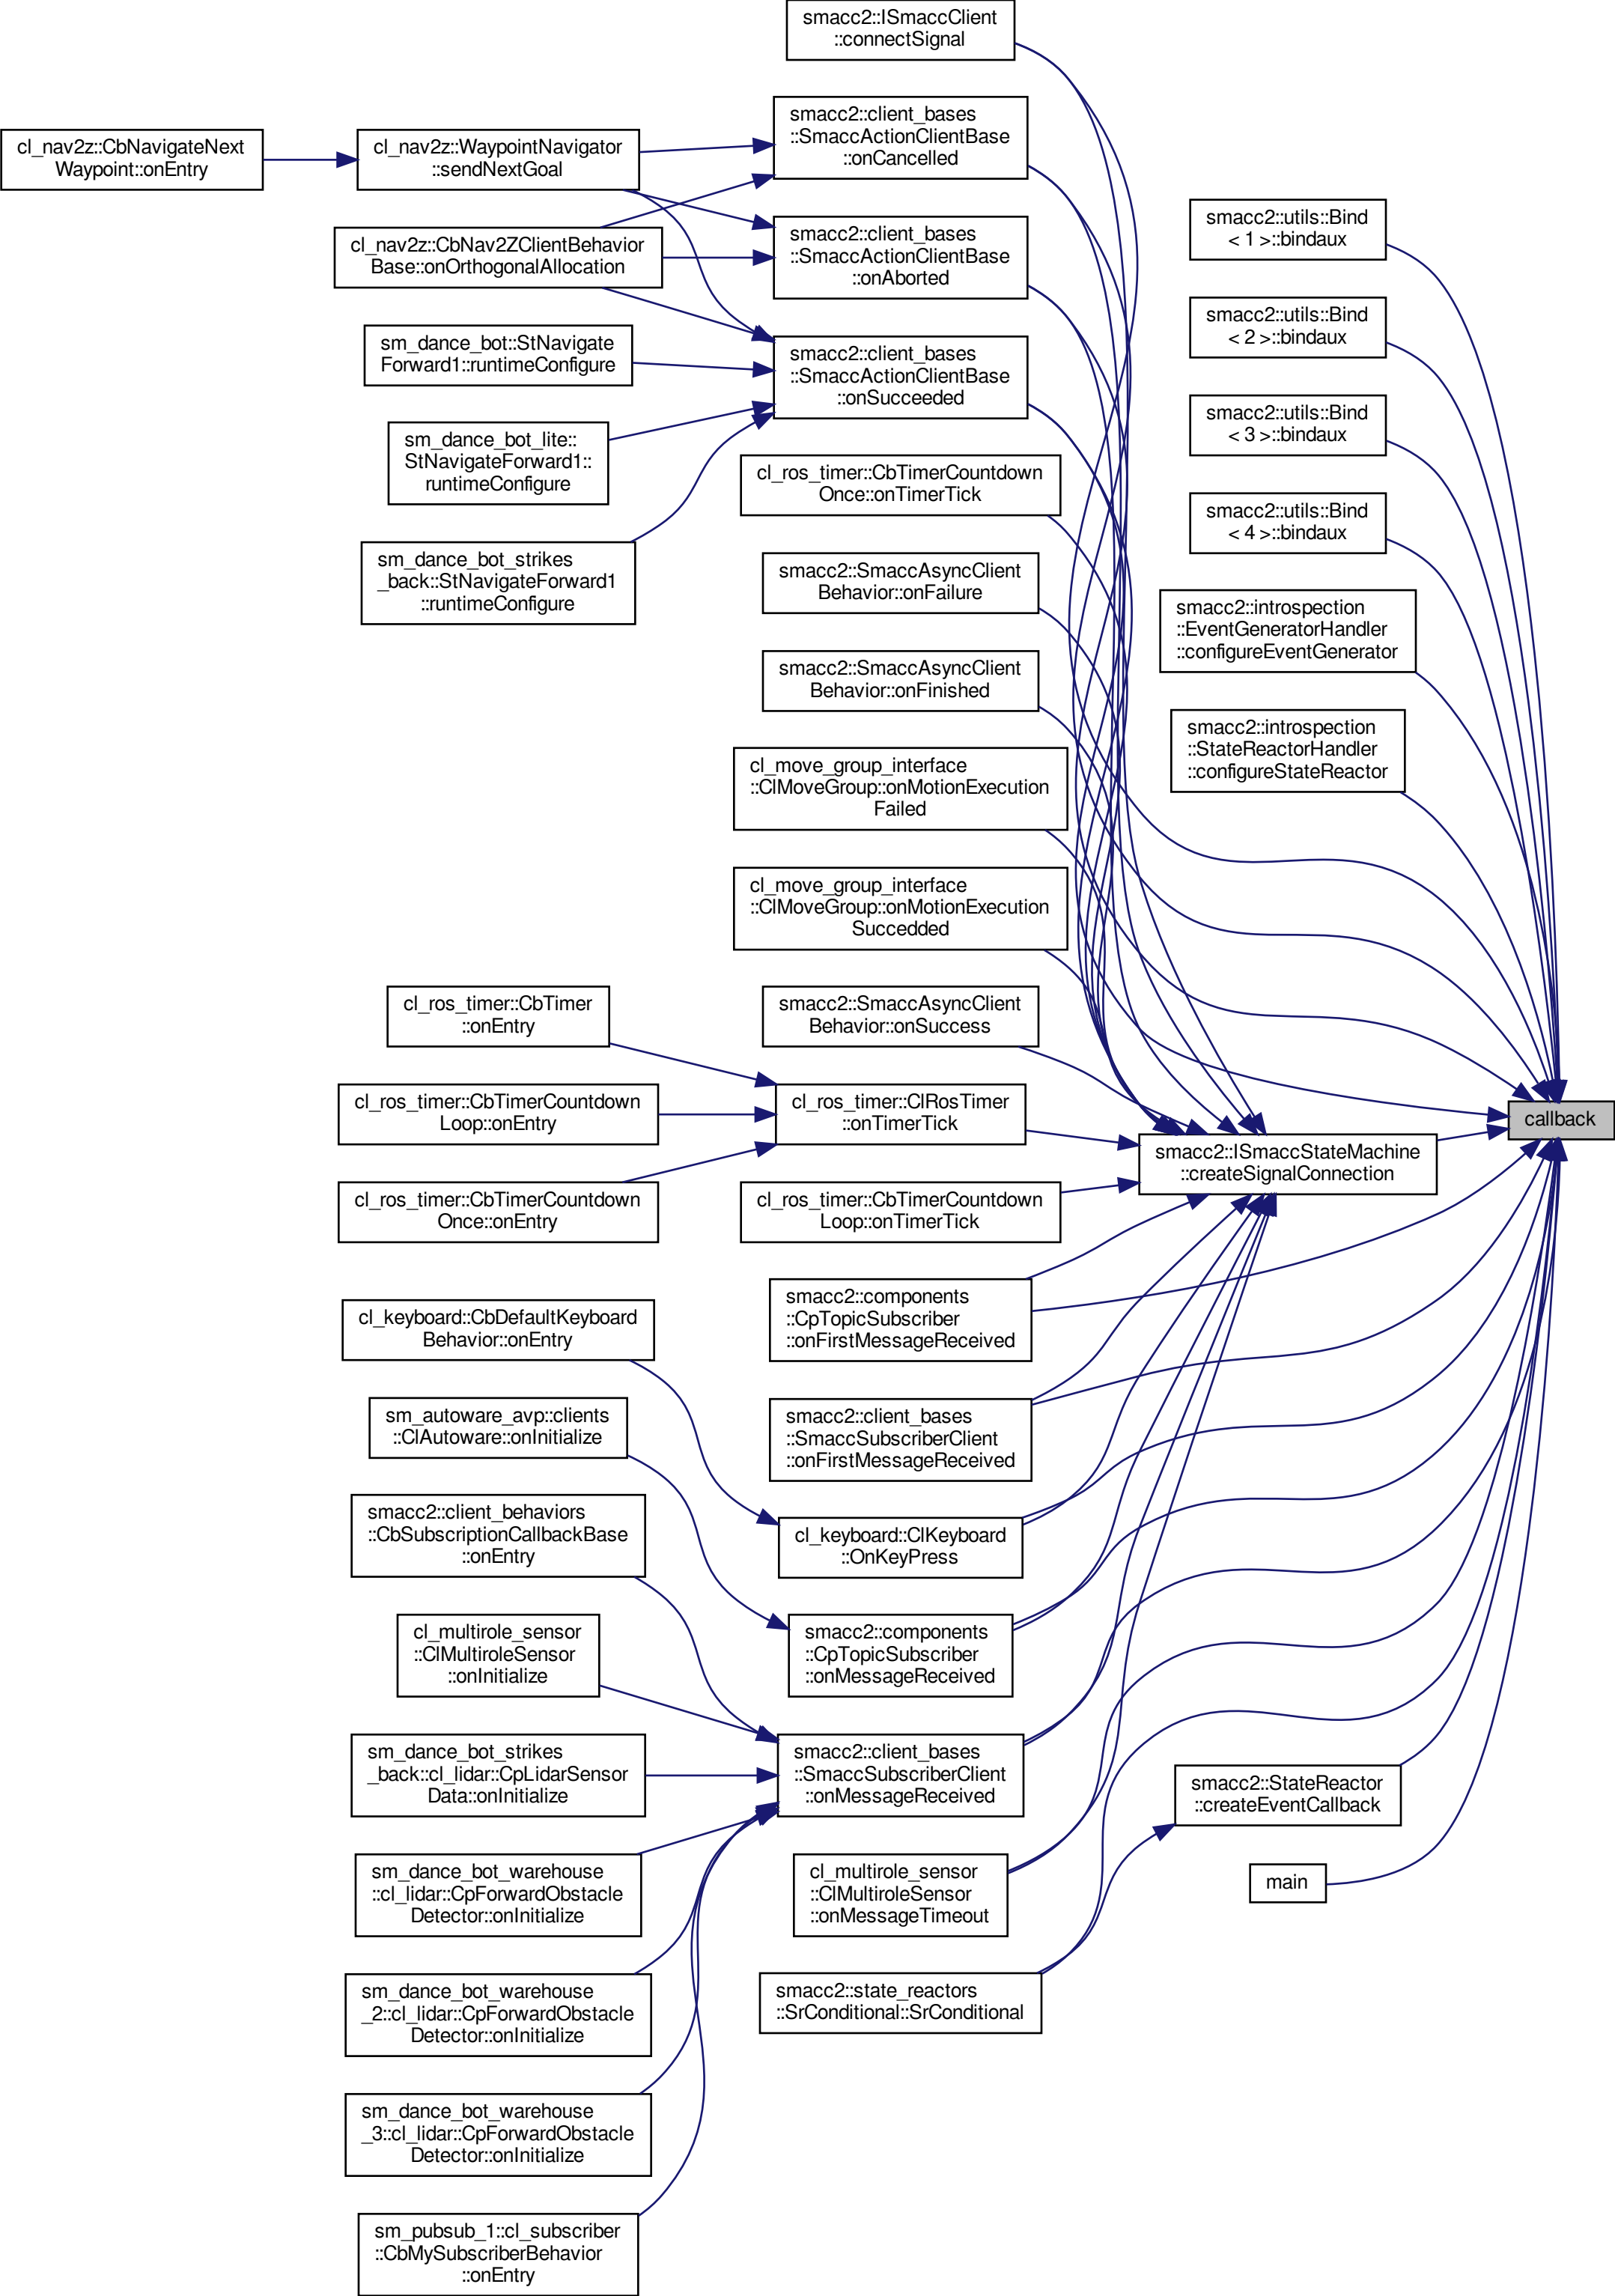 smacc2::ISmaccClient
::connectSignal
smacc2::client_bases
::SmaccActionClientBase
::onCancelled
cl_nav2z::CbNavigateNext
Waypoint::onEntry
cl_nav2z::WaypointNavigator
::sendNextGoal
smacc2::utils::Bind
< 1 >::bindaux
smacc2::client_bases
::SmaccActionClientBase
::onAborted
cl_nav2z::CbNav2ZClientBehavior
Base::onOrthogonalAllocation
smacc2::utils::Bind
< 2 >::bindaux
sm_dance_bot::StNavigate
Forward1::runtimeConfigure
smacc2::client_bases
::SmaccActionClientBase
::onSucceeded
smacc2::utils::Bind
< 3 >::bindaux
sm_dance_bot_lite::
StNavigateForward1::
runtimeConfigure
cl_ros_timer::CbTimerCountdown
Once::onTimerTick
smacc2::utils::Bind
< 4 >::bindaux
sm_dance_bot_strikes
_back::StNavigateForward1
::runtimeConfigure
smacc2::SmaccAsyncClient
Behavior::onFailure
smacc2::introspection
::EventGeneratorHandler
::configureEventGenerator
smacc2::SmaccAsyncClient
Behavior::onFinished
smacc2::introspection
::StateReactorHandler
::configureStateReactor
cl_move_group_interface
::ClMoveGroup::onMotionExecution
Failed
cl_move_group_interface
::ClMoveGroup::onMotionExecution
Succedded
cl_ros_timer::CbTimer
::onEntry
smacc2::SmaccAsyncClient
Behavior::onSuccess
cl_ros_timer::CbTimerCountdown
Loop::onEntry
cl_ros_timer::ClRosTimer
::onTimerTick
callback
smacc2::ISmaccStateMachine
::createSignalConnection
cl_ros_timer::CbTimerCountdown
Once::onEntry
cl_ros_timer::CbTimerCountdown
Loop::onTimerTick
smacc2::components
::CpTopicSubscriber
::onFirstMessageReceived
cl_keyboard::CbDefaultKeyboard
Behavior::onEntry
sm_autoware_avp::clients
::ClAutoware::onInitialize
smacc2::client_bases
::SmaccSubscriberClient
::onFirstMessageReceived
smacc2::client_behaviors
::CbSubscriptionCallbackBase
::onEntry
cl_keyboard::ClKeyboard
::OnKeyPress
cl_multirole_sensor
::ClMultiroleSensor
::onInitialize
smacc2::components
::CpTopicSubscriber
::onMessageReceived
sm_dance_bot_strikes
_back::cl_lidar::CpLidarSensor
Data::onInitialize
smacc2::client_bases
::SmaccSubscriberClient
::onMessageReceived
smacc2::StateReactor
::createEventCallback
sm_dance_bot_warehouse
::cl_lidar::CpForwardObstacle
Detector::onInitialize
cl_multirole_sensor
::ClMultiroleSensor
::onMessageTimeout
main
sm_dance_bot_warehouse
_2::cl_lidar::CpForwardObstacle
Detector::onInitialize
smacc2::state_reactors
::SrConditional::SrConditional
sm_dance_bot_warehouse
_3::cl_lidar::CpForwardObstacle
Detector::onInitialize
sm_pubsub_1::cl_subscriber
::CbMySubscriberBehavior
::onEntry